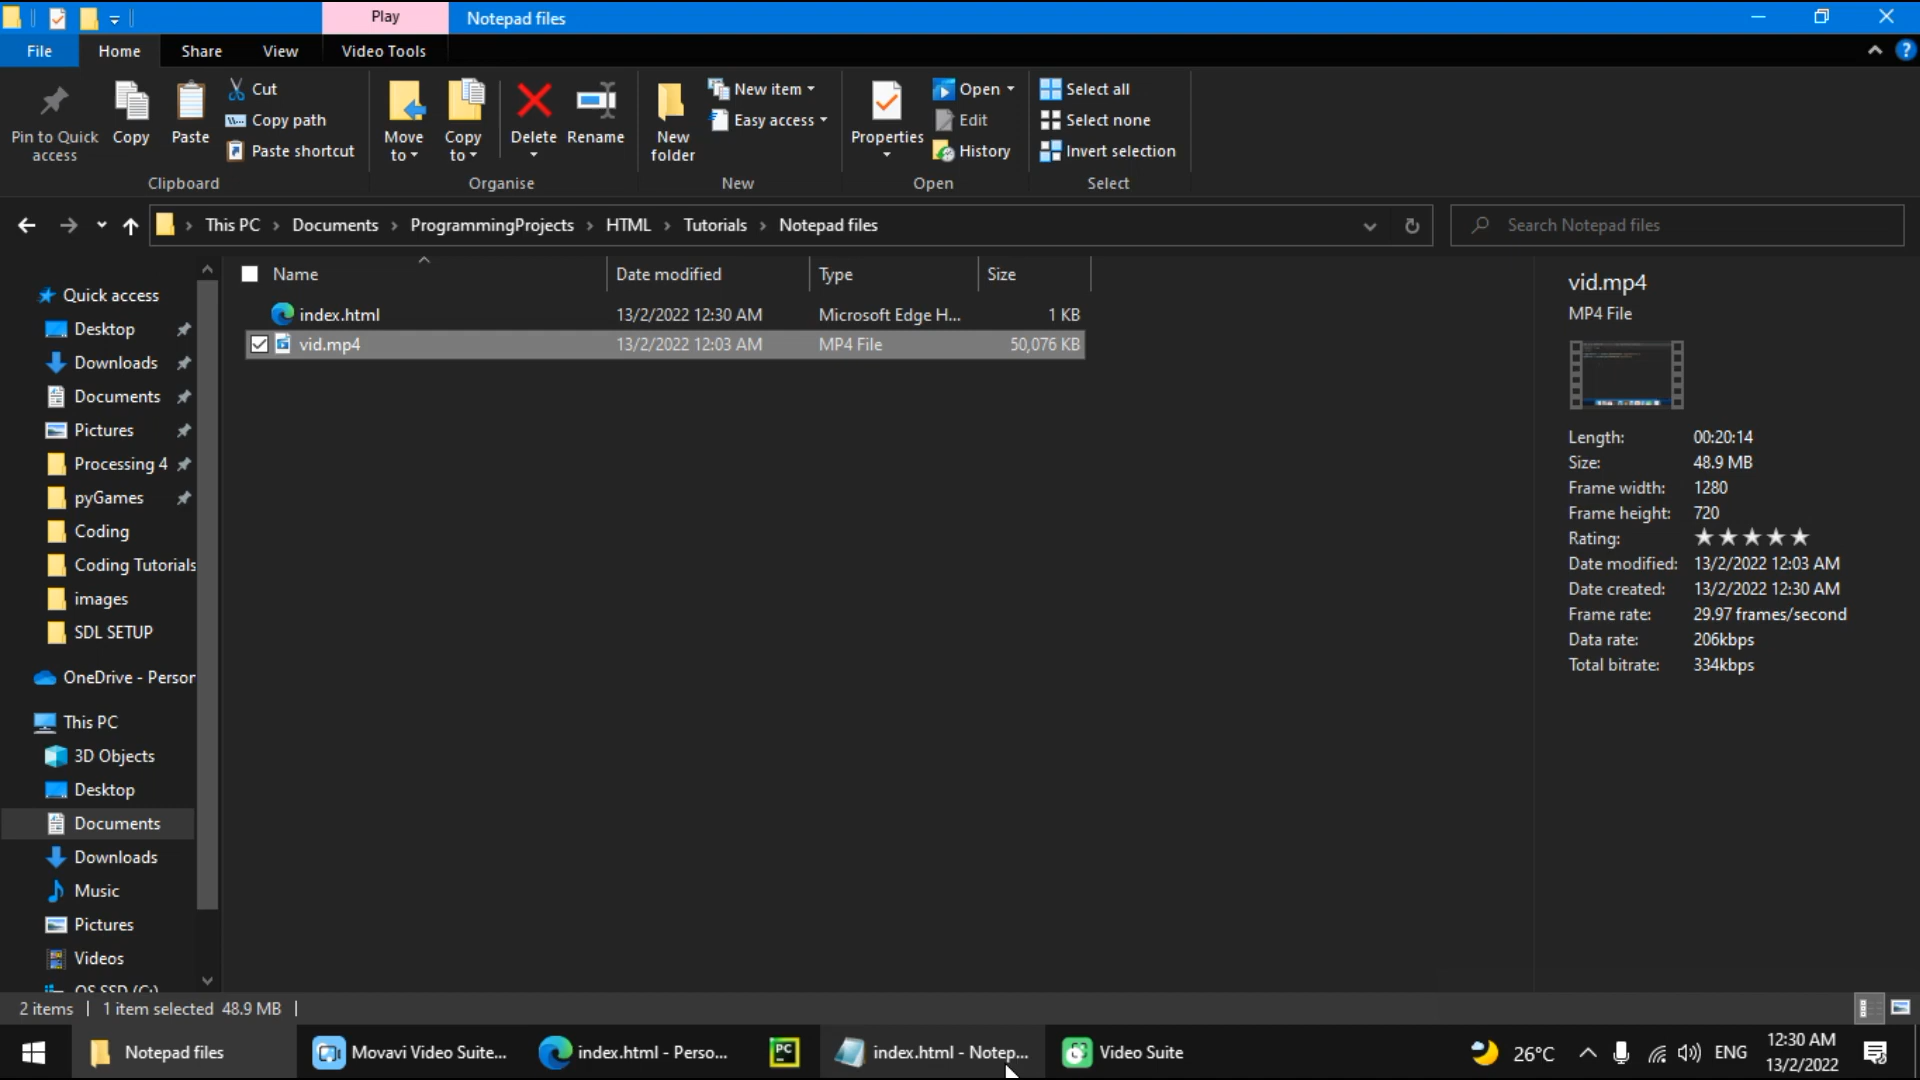 Play
Notepad files
File
Home
Share
View
Video Tools
Pin to Quick access
Copy
Paste
Cut
Copy path
Paste shortcut
Clipboard
Move to
Copy to
Delete
Rename
Organise
New folder
New item
Easy access
New
Properties
Open
Edit
History
Open
Select all
Select none
Invert selection
Select
This PC > Documents > ProgrammingProjects > HTML > Tutorials > Notepad files
Search Notepad files
Name Date modified Type Size
index.html 13/2/2022 12:30 AM Microsoft Edge H... 1 KB
vid.mp4 13/2/2022 12:03 AM MP4 File 50,076 KB
Quick access
Desktop
Downloads
Documents
Pictures
Processing 4
pyGames
Coding
Coding Tutorials
images
SDL SETUP
OneDrive - Person
This PC
3D Objects
Desktop
Documents
Downloads
Music
Pictures
Videos
OS SSD (C:)
vid.mp4
MP4 File
Length: 00:20:14
Size: 48.9 MB
Frame width: 1280
Frame height: 720
Rating:
Date modified: 13/2/2022 12:03 AM
Date created: 13/2/2022 12:30 AM
Frame rate: 29.97 frames/second
Data rate: 206kbps
Total bitrate: 334kbps
2 items | 1 item selected 48.9 MB |
Notepad files
Movavi Video Suite...
index.html - Perso...
PC
index.html - Notep...
Video Suite
26°C
ENG
12:30 AM
13/2/2022